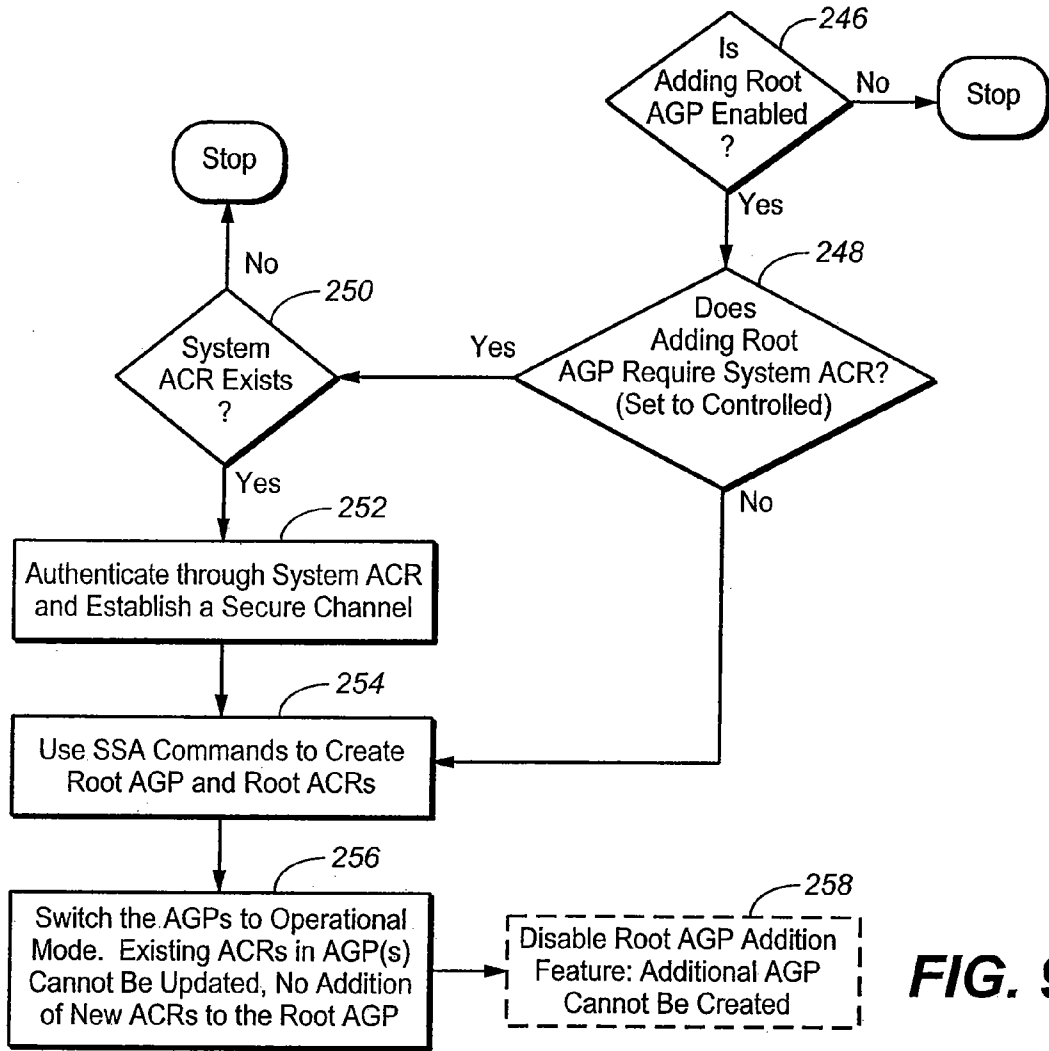 246
Is
Adding Root
AGP Enabled
?
No
Stop
Yes
248
Does
Adding Root
AGP Require System ACR?
(Set to Controlled)
Yes
No
Stop
No
250
System
ACR Exists
?
Yes
252
Authenticate through System ACR
and Establish a Secure Channel
254
Use SSA Commands to Create
Root AGP and Root ACRs
256
Switch the AGPs to Operational
Mode. Existing ACRs in AGP(s)
Cannot Be Updated, No Addition
of New ACRs to the Root AGP
258
Disable Root AGP Addition
Feature: Additional AGP
Cannot Be Created
FIG. 9